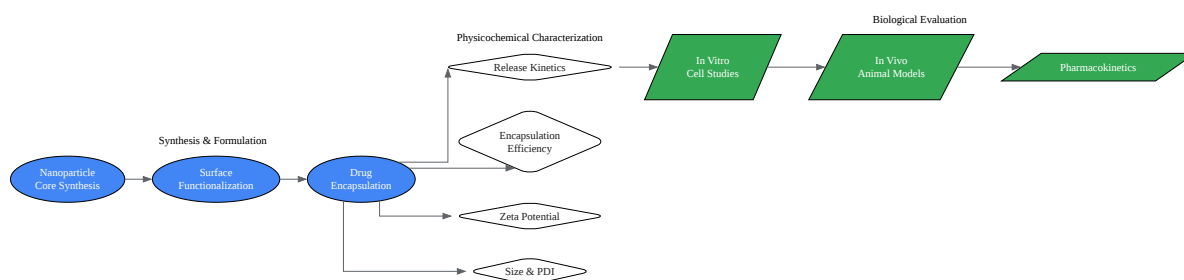 Biological Evaluation
Physicochemical Characterization
Release Kinetics
In Vitro
Cell Studies
In Vivo
Animal Models
Pharmacokinetics
Encapsulation
Efficiency
Synthesis & Formulation
Nanoparticle
Core Synthesis
Surface
Functionalization
Drug
Encapsulation
Zeta Potential
Size & PDI